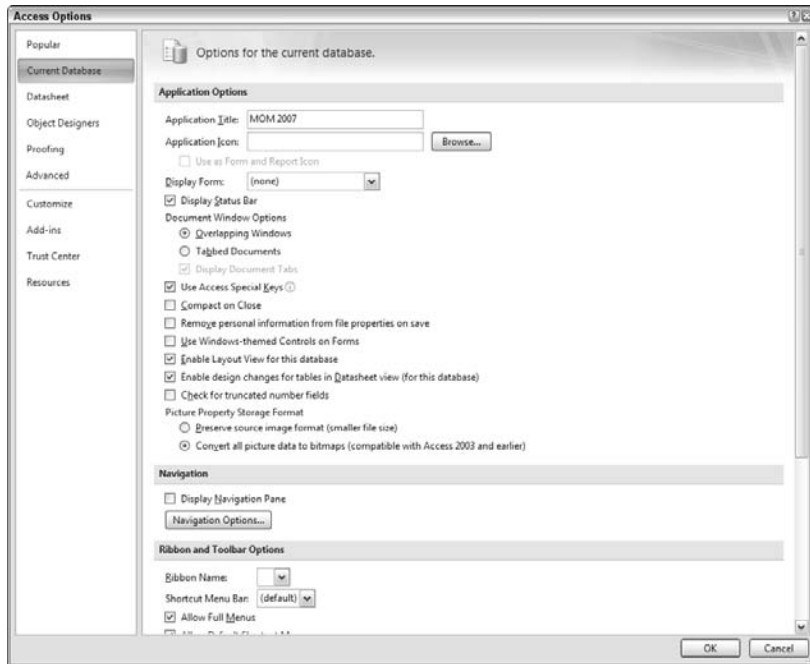 Access Options
Popular
Current Database
Datasheet
Object Designers
Proofing
Advanced
Customize
Add-ins
Trust Center
Resources
Options for the current database.
Application Options
Application Title: MOM 2007
Application Icon: Browse...
Use as Form and Report Icon
Display Form: (none)
Display Status Bar
Document Window Options
Overlapping Windows
Tabbed Documents
Display Document Tabs
Use Access Special Keys
Compact on Close
Remove personal information from file properties on save
Use Windows-themed Controls on Forms
Enable Layout View for this database
Enable design changes for tables in Datasheet view (for this database)
Check for truncated number fields
Picture Property Storage Format
Preserve source image format (smaller file size)
Convert all picture data to bitmaps (compatible with Access 2003 and earlier)
Navigation
Display Navigation Pane
Navigation Options...
Ribbon and Toolbar Options
Ribbon Name:
Shortcut Menu Bar: (default)
Allow Full Menus
OK Cancel